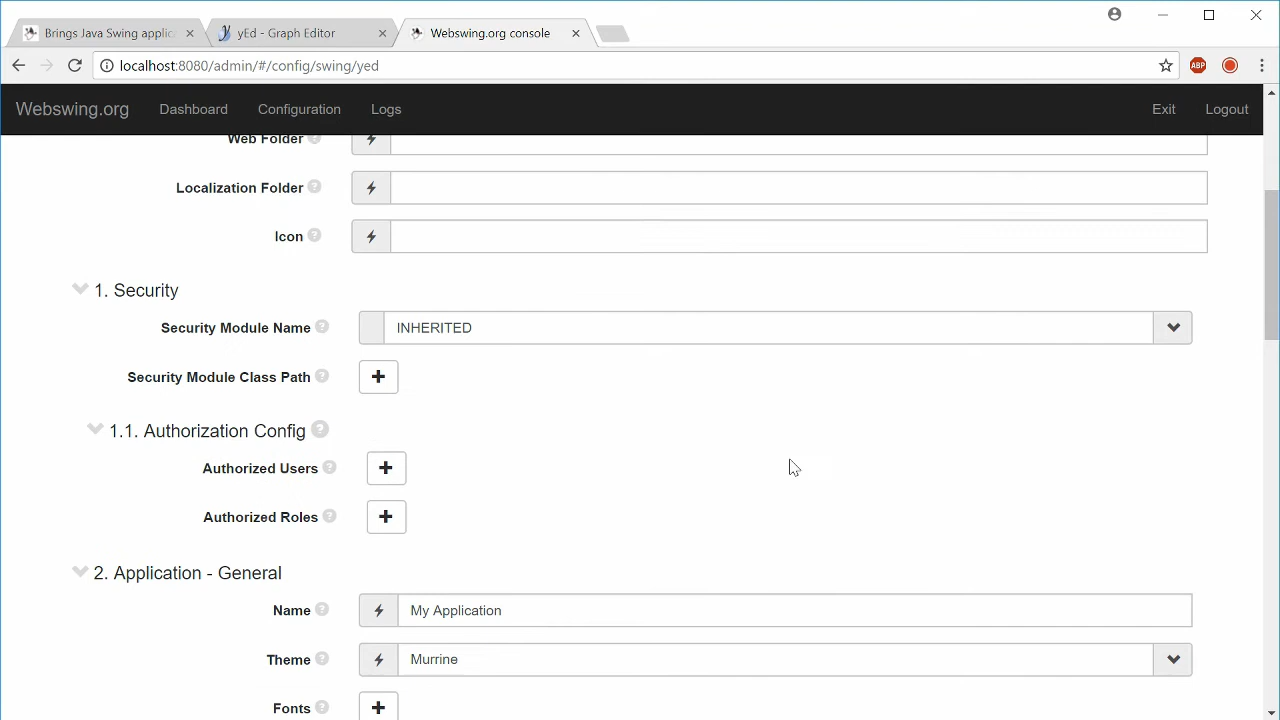 Brings Java Swing applic
yEd - Graph Editor
Webswing.org console
localhost:8080/admin/#/config/swing/yed
ABP
Webswing.org Dashboard Configuration Logs Exit Logout
Web Folder
Localization Folder
Icon
1. Security
Security Module Name INHERITED
Security Module Class Path
1.1. Authorization Config
Authorized Users
Authorized Roles
2. Application - General
Name My Application
Theme Murrine
Fonts